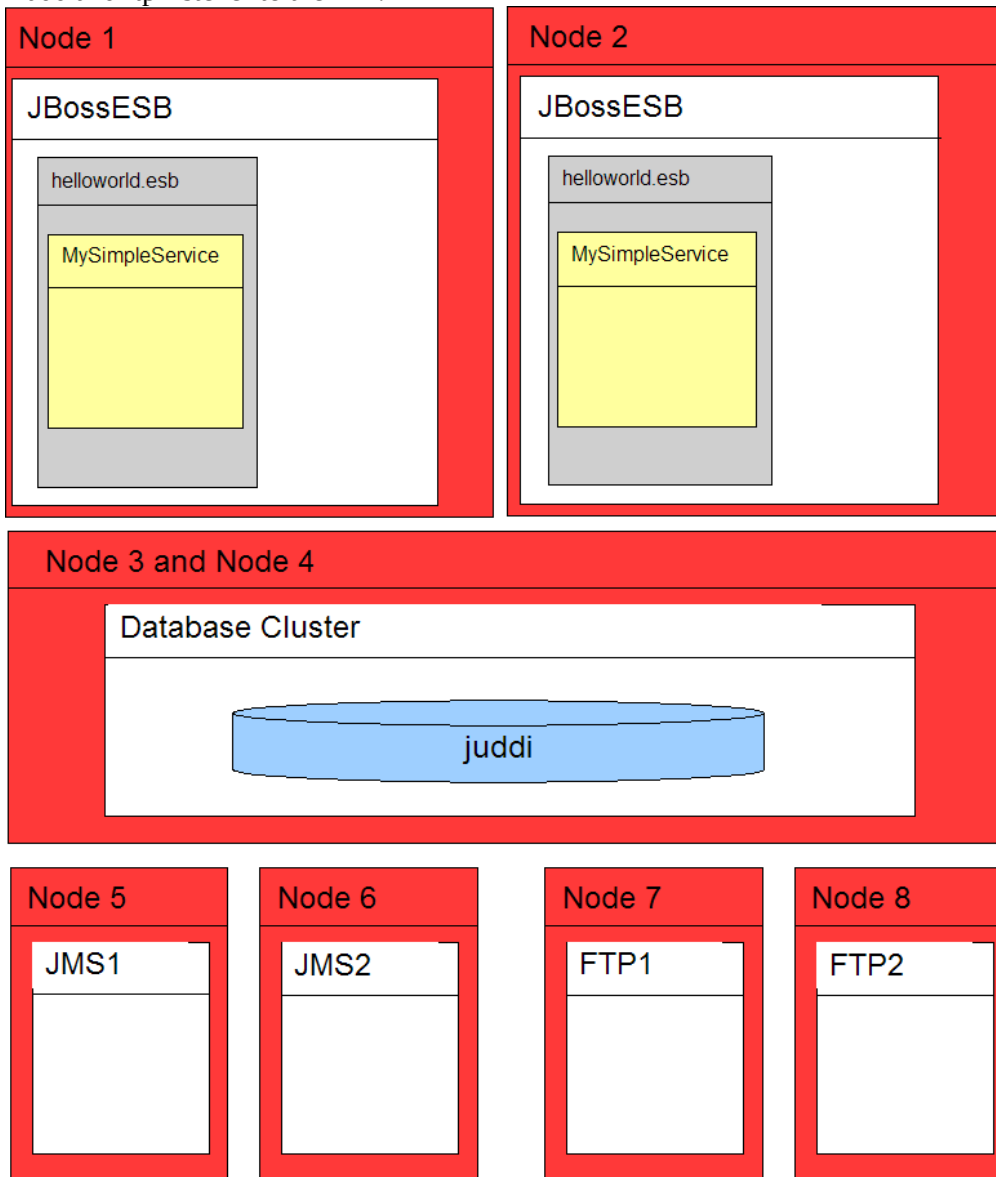 Node 1
Node 2
JBossESB
JBossESB
helloworld.esb
helloworld.esb
MySimpleService
MySimpleService
Node 3 and Node 4
Database Cluster
juddi
Node 5
Node 6
Node 7
Node 8
JMS1
JMS2
FTP1
FTP2